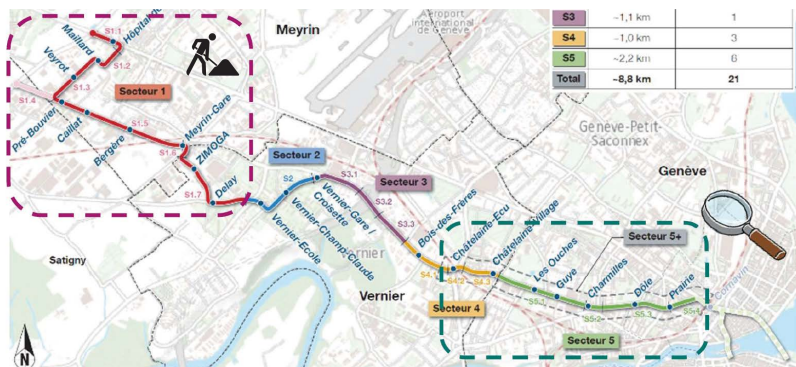 Meyrin
Aéroport
International
de Genève
S3 ~1,1 km 1
S4 ~1,0 km 3
S5 ~2,2 km 6
Total ~8,8 km 21
S1.1
Hôpital
Maillard
S1.2
Veyrot
S1.3
Secteur 1
S1.4
Pré-Bouvier
Caillat
S1.5
Bergère
Meyrin-Gare
S1.6
ZIMOGA
S1.7
Delay
Secteur 2
S2
Vernier-Ecole
Vernier-Champ-Claude
Vernier-Gare /
Croisette
S3.1
Secteur 3
S3.2
S3.3
Genève-Petit-
Saconnex
Genève
Satigny
Vernier
Vernier
Bois-des-Frères
Châtelaine-Ecu
Châtelaine-Village
S4.2
S4.3
Secteur 4
Secteur 5+
Les Ouches
S5.1
Guye
Charmilles
S5.2
Dôle
S5.3
Prairie
S5.4
Cornavin
Secteur 5
N